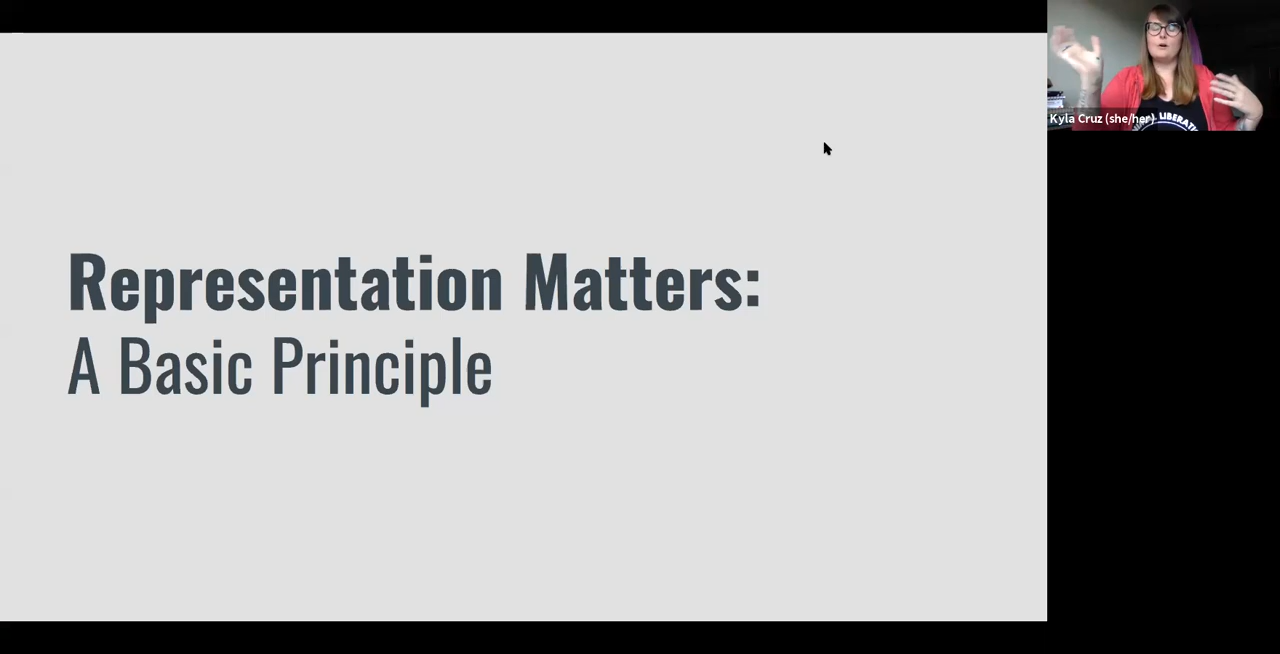 Representation Matters:
A Basic Principle
Kyla Cruz (she/her)